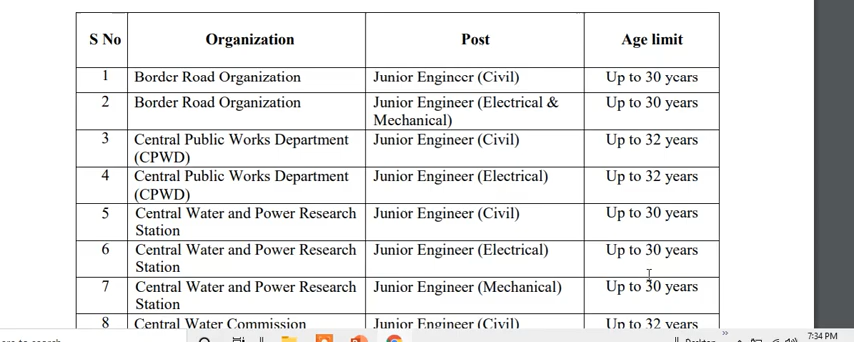 S No Organization Post Age limit
1 Border Road Organization Junior Engineer (Civil) Up to 30 years
2 Border Road Organization Junior Engineer (Electrical & Up to 30 years
Mechanical)
3 Central Public Works Department Junior Engineer (Civil) Up to 32 years
(CPWD)
4 Central Public Works Department Junior Engineer (Electrical) Up to 32 years
(CPWD)
5 Central Water and Power Research Junior Engineer (Civil) Up to 30 years
Station
6 Central Water and Power Research Junior Engineer (Electrical) Up to 30 years
Station
7 Central Water and Power Research Junior Engineer (Mechanical) Up to 30 years
Station
8 Central Water Commission Junior Engineer (Civil) Up to 32 years
to search Desktop 7:34 PM